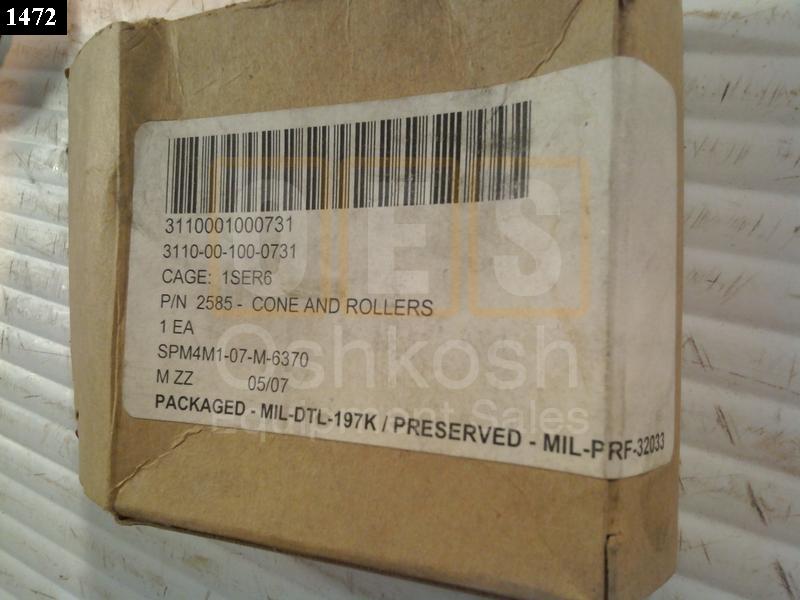 1472
3110001000731
3110-00-100-0731
CAGE: 1SER6
P/N 2585 - CONE AND ROLLERS
1 EA
SPM4M1-07-M-6370
M ZZ 05/07
PACKAGED - MIL-DTL-197K / PRESERVED - MIL-PRF-32033
OES
Oshkosh
Equipment Sales